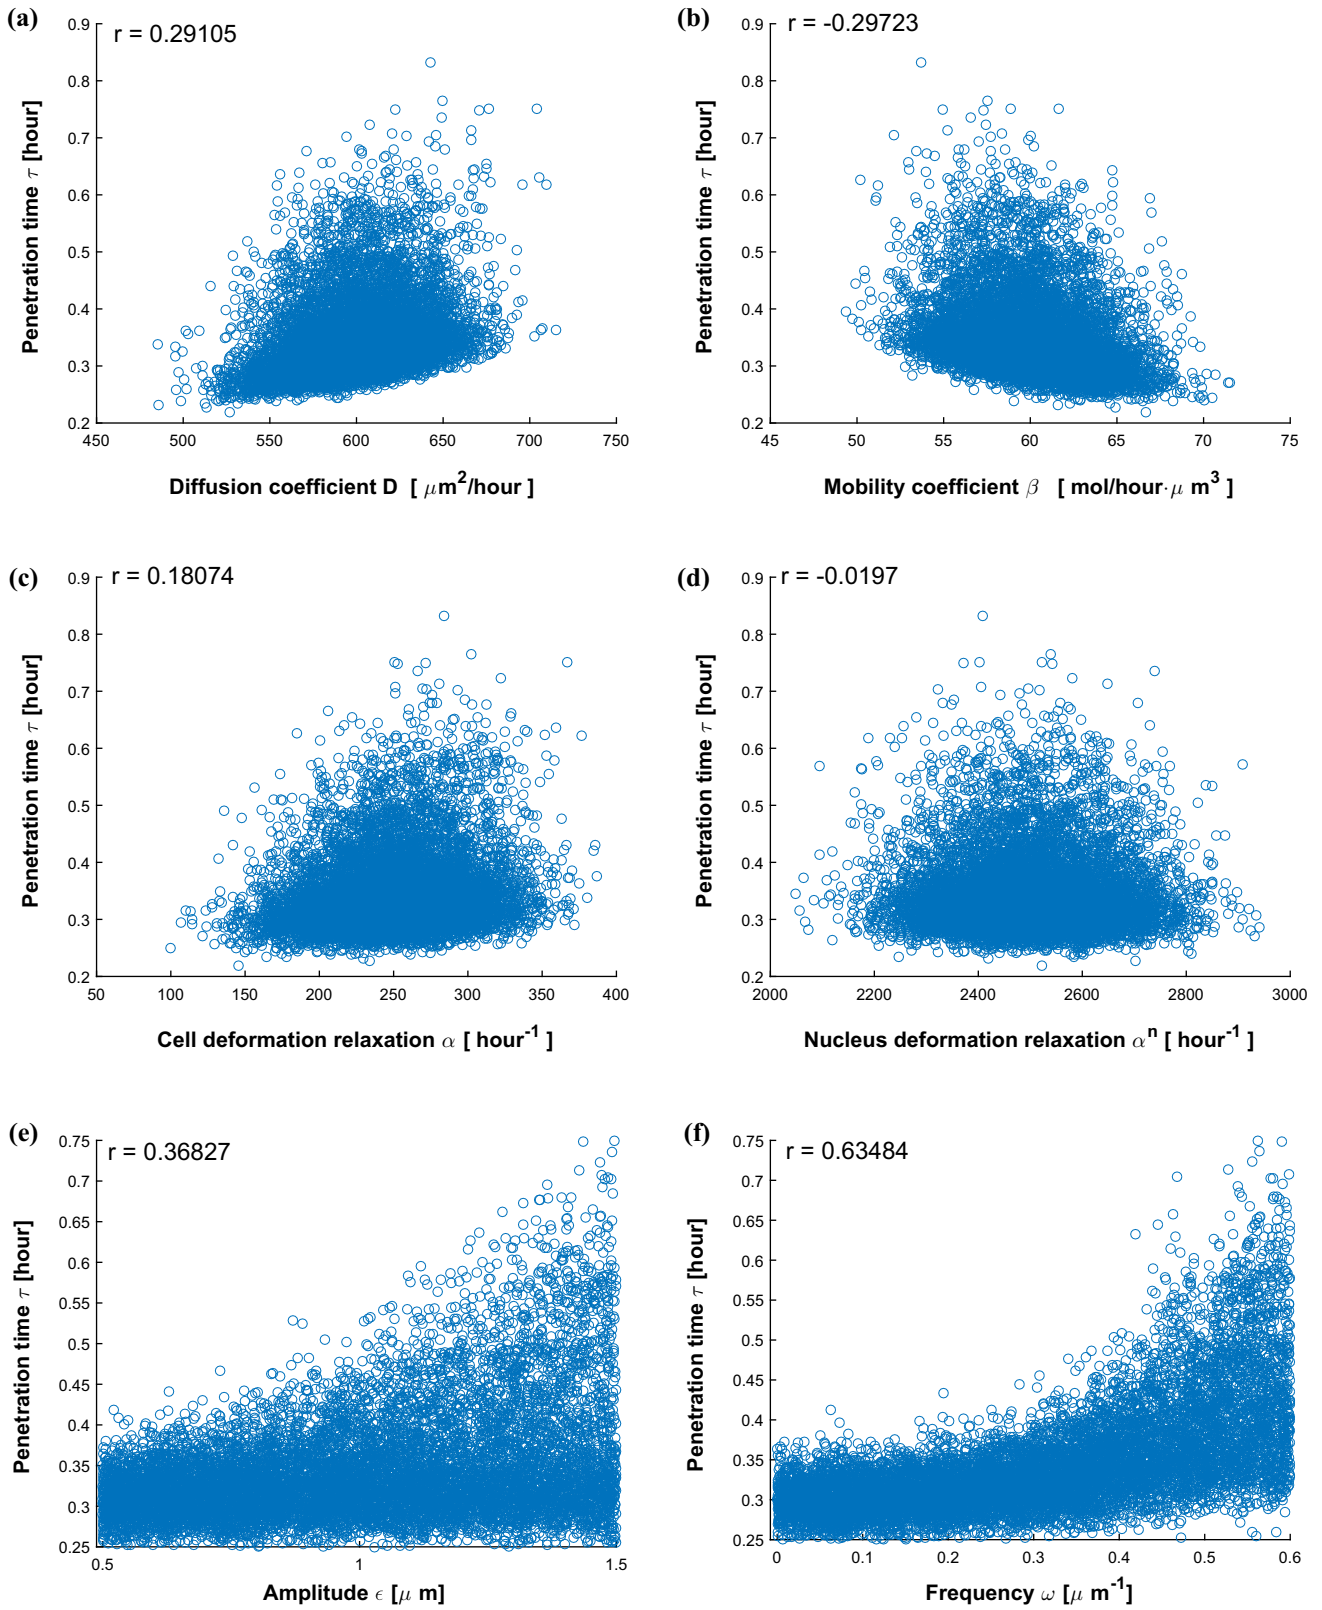 (a)
r = 0.29105
0.9
0.8
0.7
0.6
0.5
0.4
0.3
0.2
450 500 550 600 650 700 750
Penetration time τ [hour]
Diffusion coefficient D [ μm²/hour ]
(b)
r = -0.29723
0.9
0.8
0.7
0.6
0.5
0.4
0.3
0.2
45 50 55 60 65 70 75
Penetration time τ [hour]
Mobility coefficient β [ mol/hour·μ m³ ]
(c)
r = 0.18074
0.9
0.8
0.7
0.6
0.5
0.4
0.3
0.2
50 100 150 200 250 300 350 400
Penetration time τ [hour]
Cell deformation relaxation α [ hour⁻¹ ]
(d)
r = -0.0197
0.9
0.8
0.7
0.6
0.5
0.4
0.3
0.2
2000 2200 2400 2600 2800 3000
Penetration time τ [hour]
Nucleus deformation relaxation αⁿ [ hour⁻¹ ]
(e)
r = 0.36827
0.75
0.7
0.65
0.6
0.55
0.5
0.45
0.4
0.35
0.3
0.25
0.5 1 1.5
Penetration time τ [hour]
Amplitude ϵ [μ m]
(f)
r = 0.63484
0.75
0.7
0.65
0.6
0.55
0.5
0.45
0.4
0.35
0.3
0.25
0 0.1 0.2 0.3 0.4 0.5 0.6
Penetration time τ [hour]
Frequency ω [μ m⁻¹]